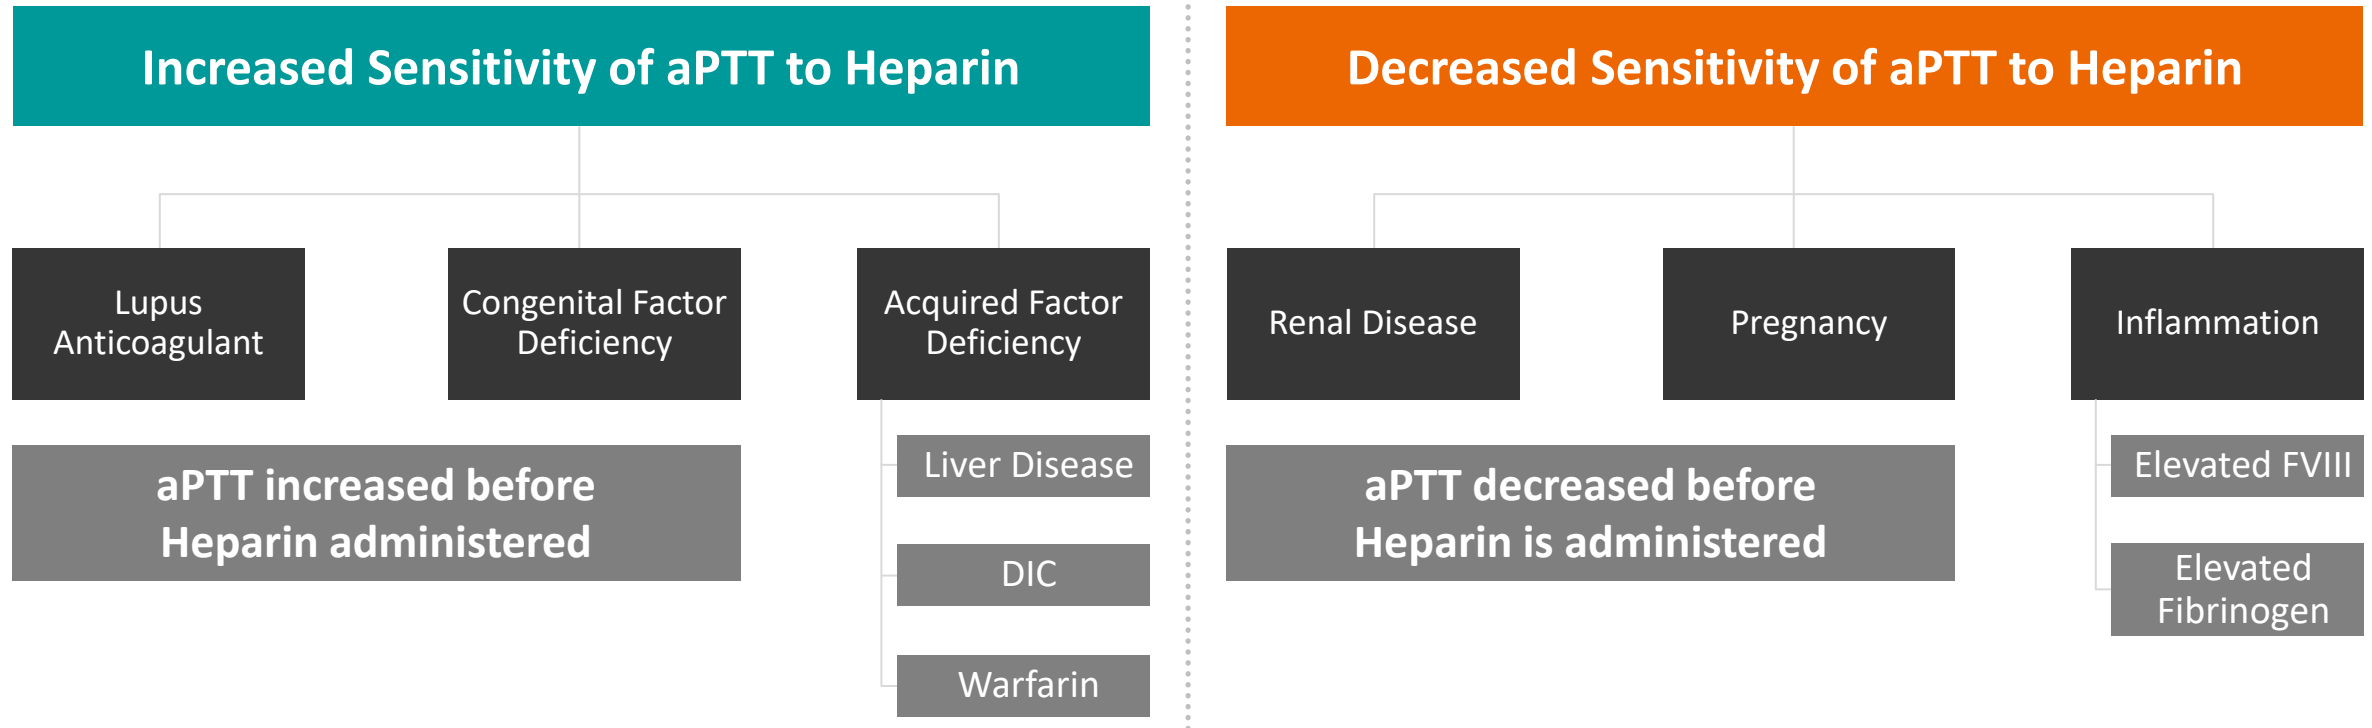 Increased Sensitivity of aPTT to Heparin
Lupus
Anticoagulant
Congenital Factor
Deficiency
Acquired Factor
Deficiency
aPTT increased before
Heparin administered
Liver Disease
DIC
Warfarin
Decreased Sensitivity of aPTT to Heparin
Renal Disease
Pregnancy
Inflammation
aPTT decreased before
Heparin is administered
Elevated FVIII
Elevated
Fibrinogen